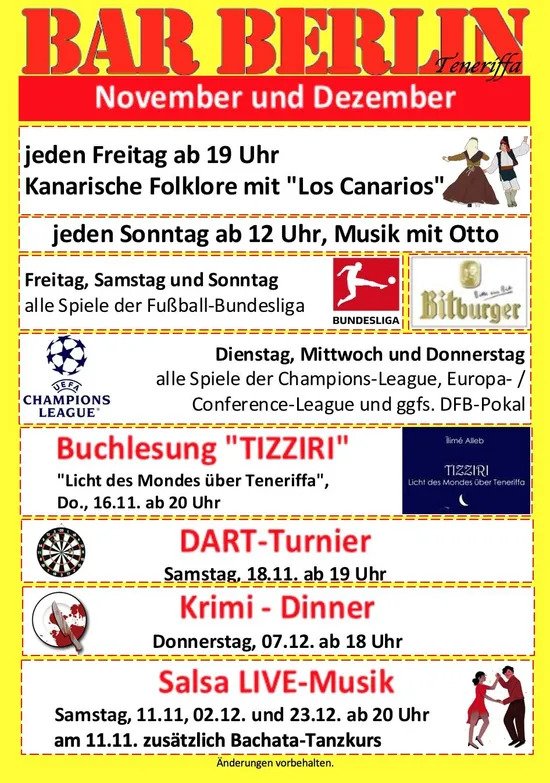 BAR BERLIN
Teneriffa
November und Dezember
jeden Freitag ab 19 Uhr
Kanarische Folklore mit "Los Canarios"
jeden Sonntag ab 12 Uhr, Musik mit Otto
Freitag, Samstag und Sonntag
alle Spiele der Fußball-Bundesliga
BUNDESLIGA
Bitburger
UEFA
CHAMPIONS
LEAGUE
Dienstag, Mittwoch und Donnerstag
alle Spiele der Champions-League, Europa- /
Conference-League und ggfs. DFB-Pokal
Buchlesung "TIZZIRI"
"Licht des Mondes über Teneriffa",
Do., 16.11. ab 20 Uhr
Ílimé Alleb
TIZZIRI
Licht des Mondes über Teneriffa
DART-Turnier
Samstag, 18.11. ab 19 Uhr
Krimi - Dinner
Donnerstag, 07.12. ab 18 Uhr
Salsa LIVE-Musik
Samstag, 11.11, 02.12. und 23.12. ab 20 Uhr
am 11.11. zusätzlich Bachata-Tanzkurs
Änderungen vorbehalten.